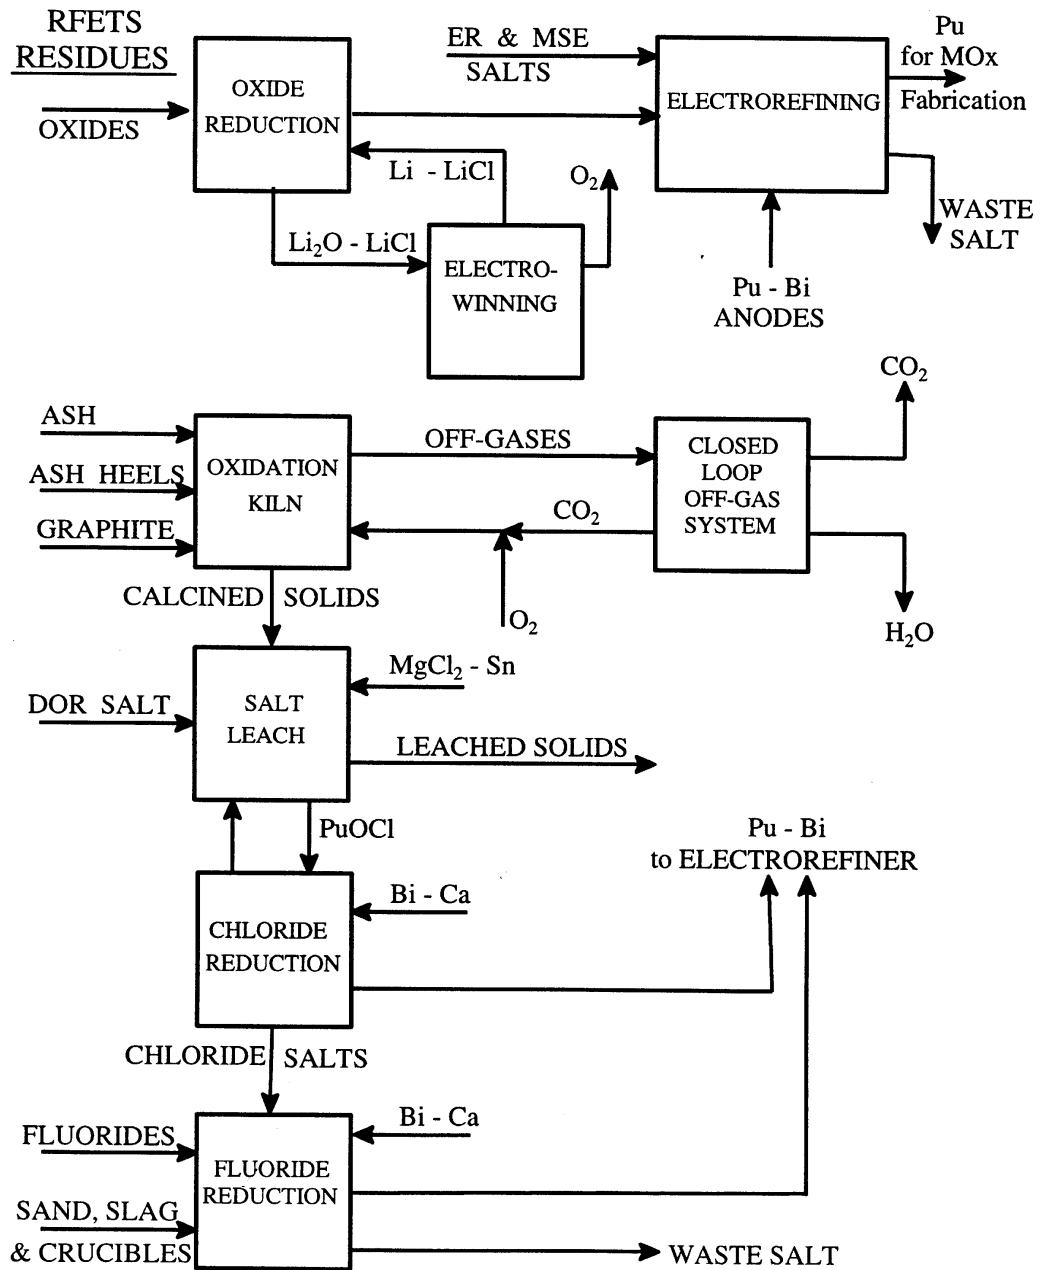 RFETS
RESIDUES
OXIDES
OXIDE
REDUCTION
ER & MSE
SALTS
ELECTROREFINING
Pu
for MOx
Fabrication
WASTE
SALT
Li - LiCl
O₂
Li₂O - LiCl
ELECTRO-
WINNING
Pu - Bi
ANODES
ASH
ASH HEELS
GRAPHITE
OXIDATION
KILN
OFF-GASES
CO₂
CLOSED
LOOP
OFF-GAS
SYSTEM
CO₂
H₂O
O₂
CALCINED SOLIDS
MgCl₂ - Sn
DOR SALT
SALT
LEACH
LEACHED SOLIDS
PuOCl
Pu - Bi
to ELECTROREFINER
Bi - Ca
CHLORIDE
REDUCTION
CHLORIDE SALTS
Bi - Ca
FLUORIDES
FLUORIDE
REDUCTION
SAND, SLAG
& CRUCIBLES
WASTE SALT